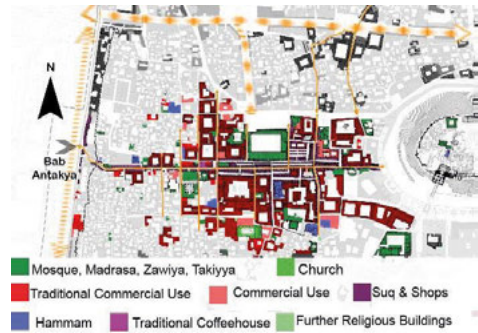 N
Bab
Antakya
Mosque, Madrasa, Zawiya, Takiyya
Church
Traditional Commercial Use
Commercial Use
Suq & Shops
Hammam
Traditional Coffeehouse
Further Religious Buildings